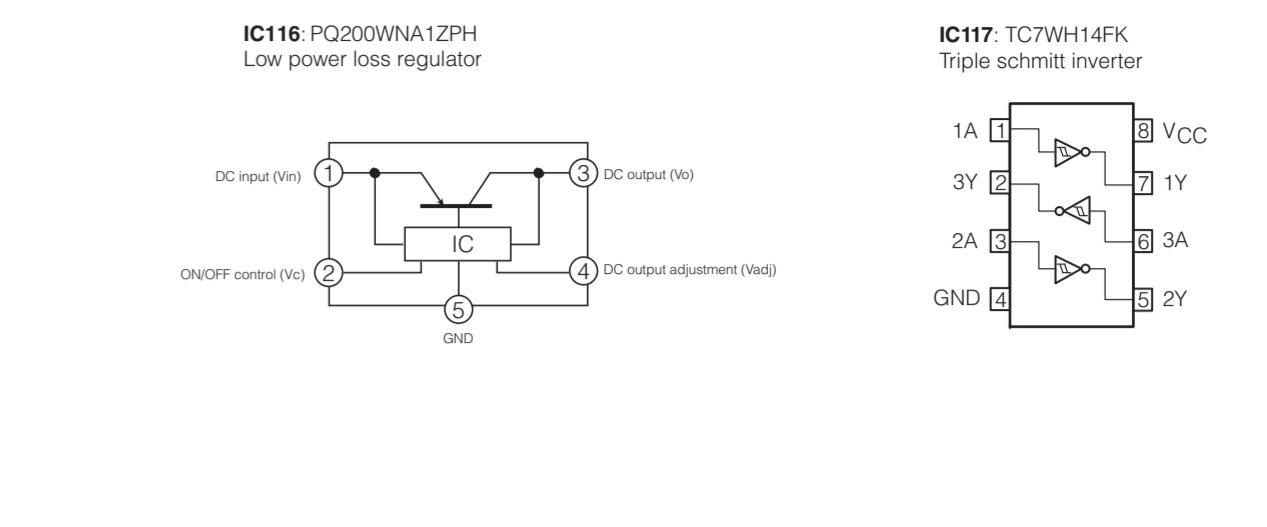 IC116: PQ200WNA1ZPH
Low power loss regulator
DC input (Vin) 1
3 DC output (Vo)
IC
ON/OFF control (Vc) 2
4 DC output adjustment (Vadj)
5
GND
IC117: TC7WH14FK
Triple schmitt inverter
1A 1
8 VCC
3Y 2
7 1Y
2A 3
6 3A
GND 4
5 2Y